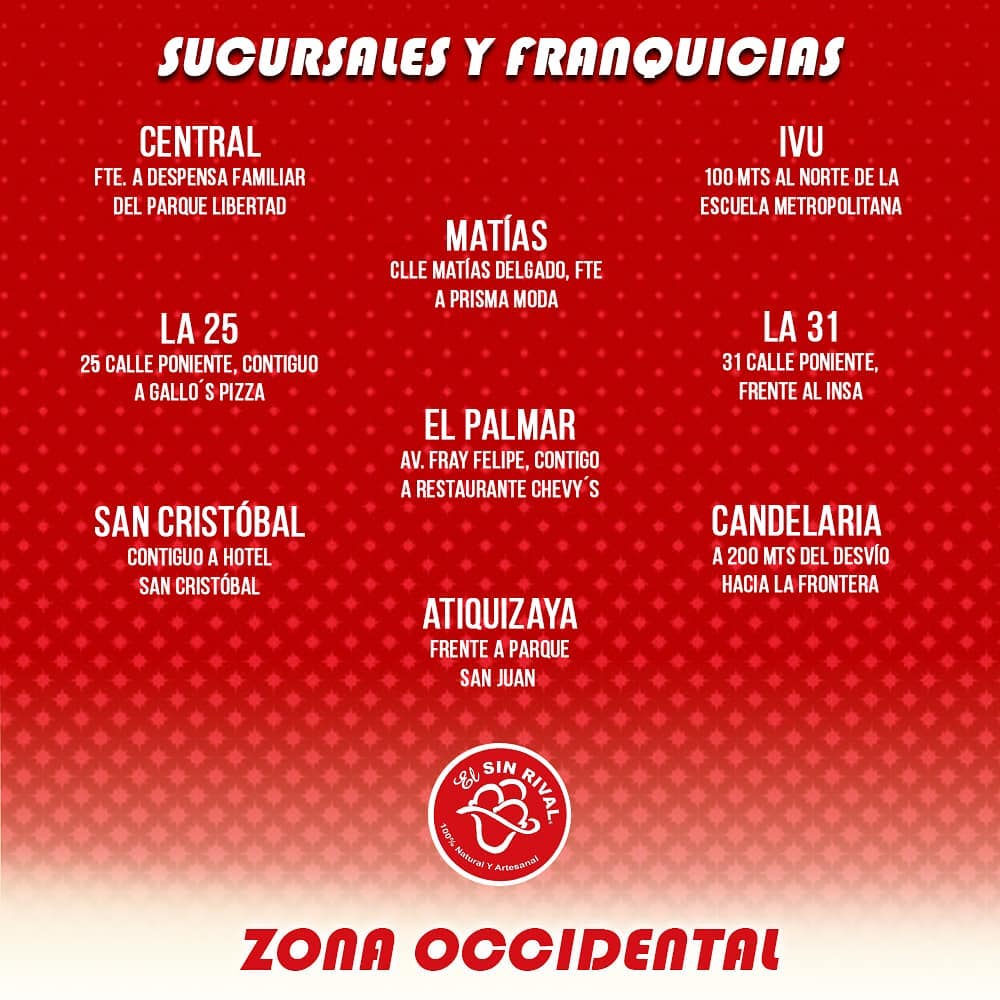 SUCURSALES Y FRANQUICIAS
CENTRAL
FTE. A DESPENSA FAMILIAR
DEL PARQUE LIBERTAD
IVU
100 MTS AL NORTE DE LA
ESCUELA METROPOLITANA
MATÍAS
CLLE MATÍAS DELGADO, FTE
A PRISMA MODA
LA 25
25 CALLE PONIENTE, CONTIGUO
A GALLO´S PIZZA
LA 31
31 CALLE PONIENTE,
FRENTE AL INSA
EL PALMAR
AV. FRAY FELIPE, CONTIGO
A RESTAURANTE CHEVY´S
SAN CRISTÓBAL
CONTIGUO A HOTEL
SAN CRISTÓBAL
CANDELARIA
A 200 MTS DEL DESVÍO
HACIA LA FRONTERA
ATIQUIZAYA
FRENTE A PARQUE
SAN JUAN
El SIN RIVAL
100% Natural Y Artesanal
ZONA OCCIDENTAL